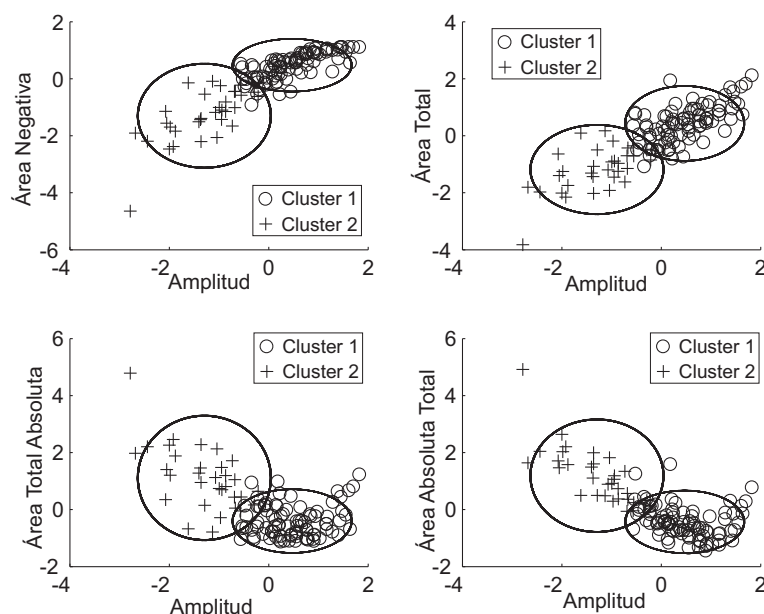 2
0
-2
-4
-6
Área Negativa
Cluster 1
Cluster 2
-4
-2
0
2
Amplitud
4
2
0
-2
-4
Área Total
Cluster 1
Cluster 2
-4
-2
0
2
Amplitud
6
4
2
0
-2
Área Total Absoluta
Cluster 1
Cluster 2
-4
-2
0
2
Amplitud
6
4
2
0
-2
Área Absoluta Total
Cluster 1
Cluster 2
-4
-2
0
2
Amplitud